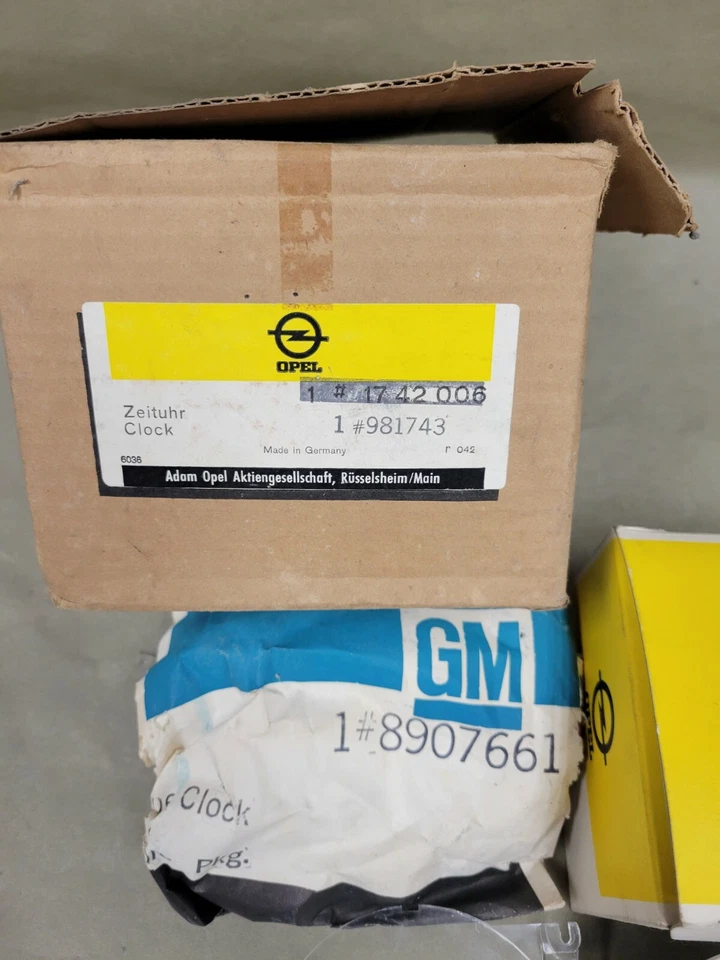 OPEL
1 # 17 42 006
Zeituhr
Clock
1 #981743
Made in Germany
r 042
6036
Adam Opel Aktiengesellschaft, Rüsselsheim/Main
GM
1#8907661
Clock
Pkg.